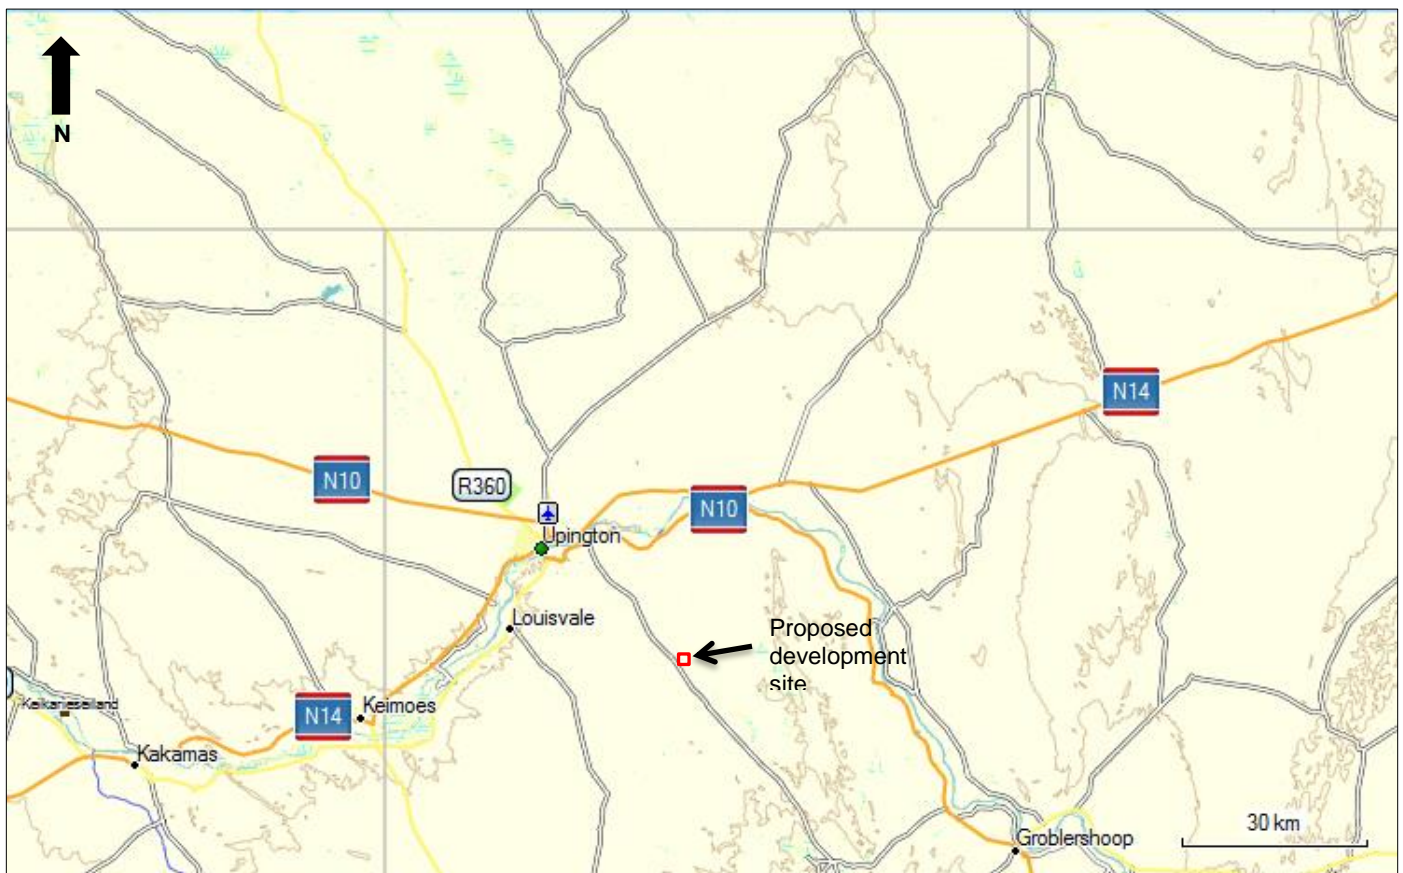 N
N14
N10
R360
N10
Upington
Louisvale
Proposed
development
site
Keimoes
N14
Kakamas
30 km
Groblershoop